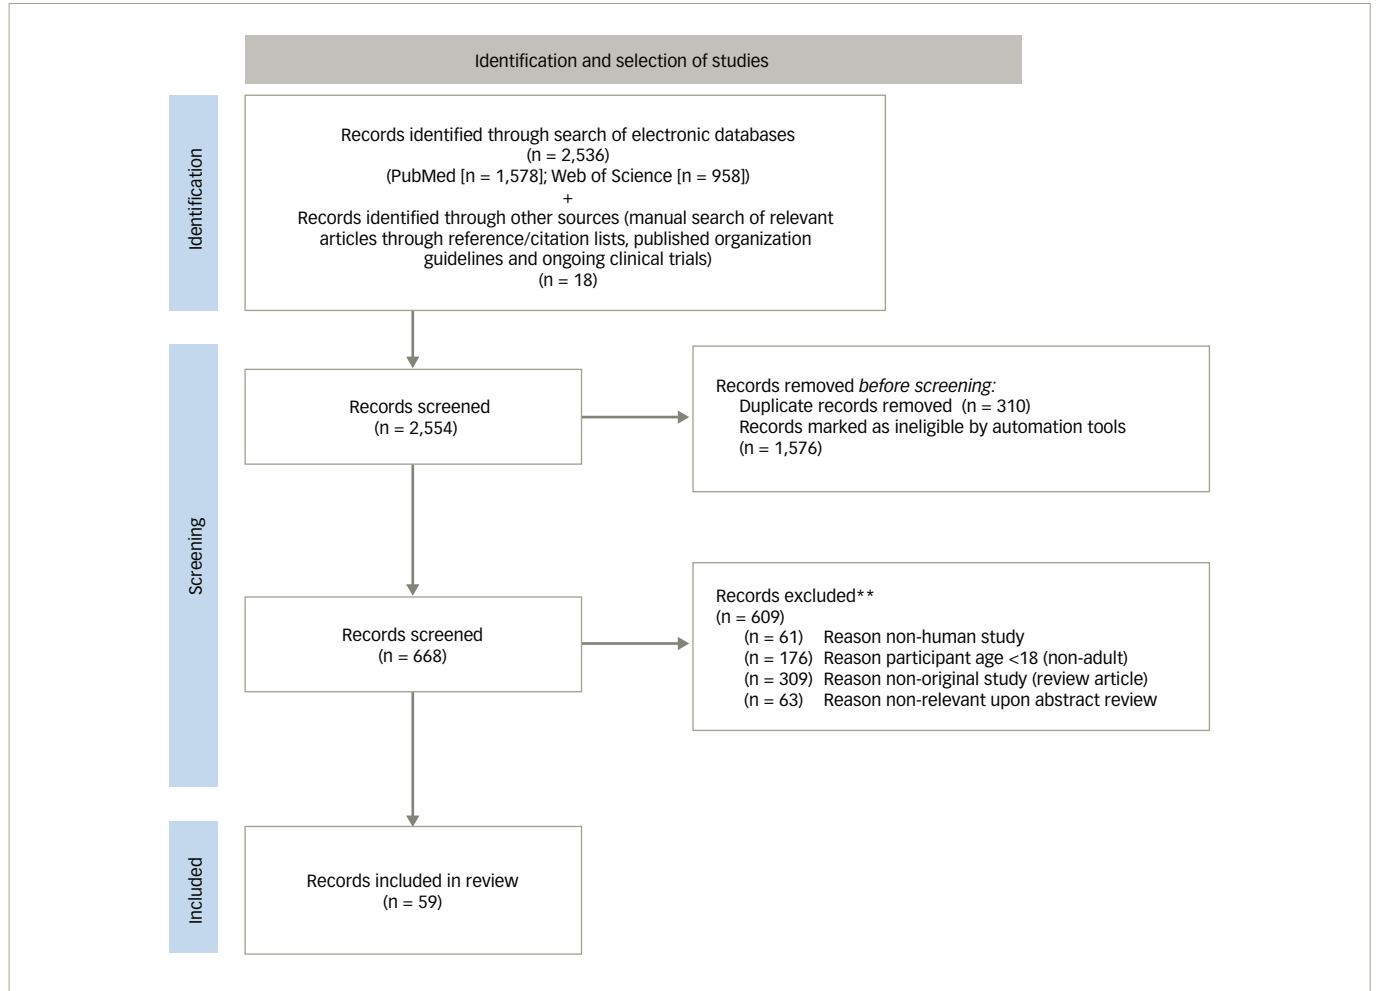 Identification and selection of studies
Identification
Records identified through search of electronic databases
(n = 2,536)
(PubMed [n = 1,578]; Web of Science [n = 958])
+
Records identified through other sources (manual search of relevant
articles through reference/citation lists, published organization
guidelines and ongoing clinical trials)
(n = 18)
Screening
Records screened
(n = 2,554)
Records removed before screening:
Duplicate records removed (n = 310)
Records marked as ineligible by automation tools
(n = 1,576)
Records screened
(n = 668)
Records excluded**
(n = 609)
(n = 61) Reason non-human study
(n = 176) Reason participant age <18 (non-adult)
(n = 309) Reason non-original study (review article)
(n = 63) Reason non-relevant upon abstract review
Included
Records included in review
(n = 59)